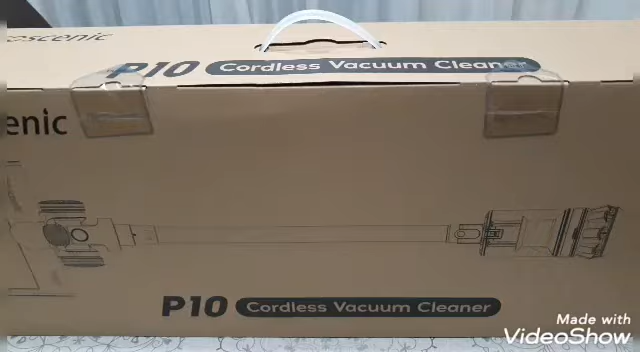 oscenic
P10 Cordless Vacuum Cleaner
enic
P10 Cordless Vacuum Cleaner
Made with
VideoShow